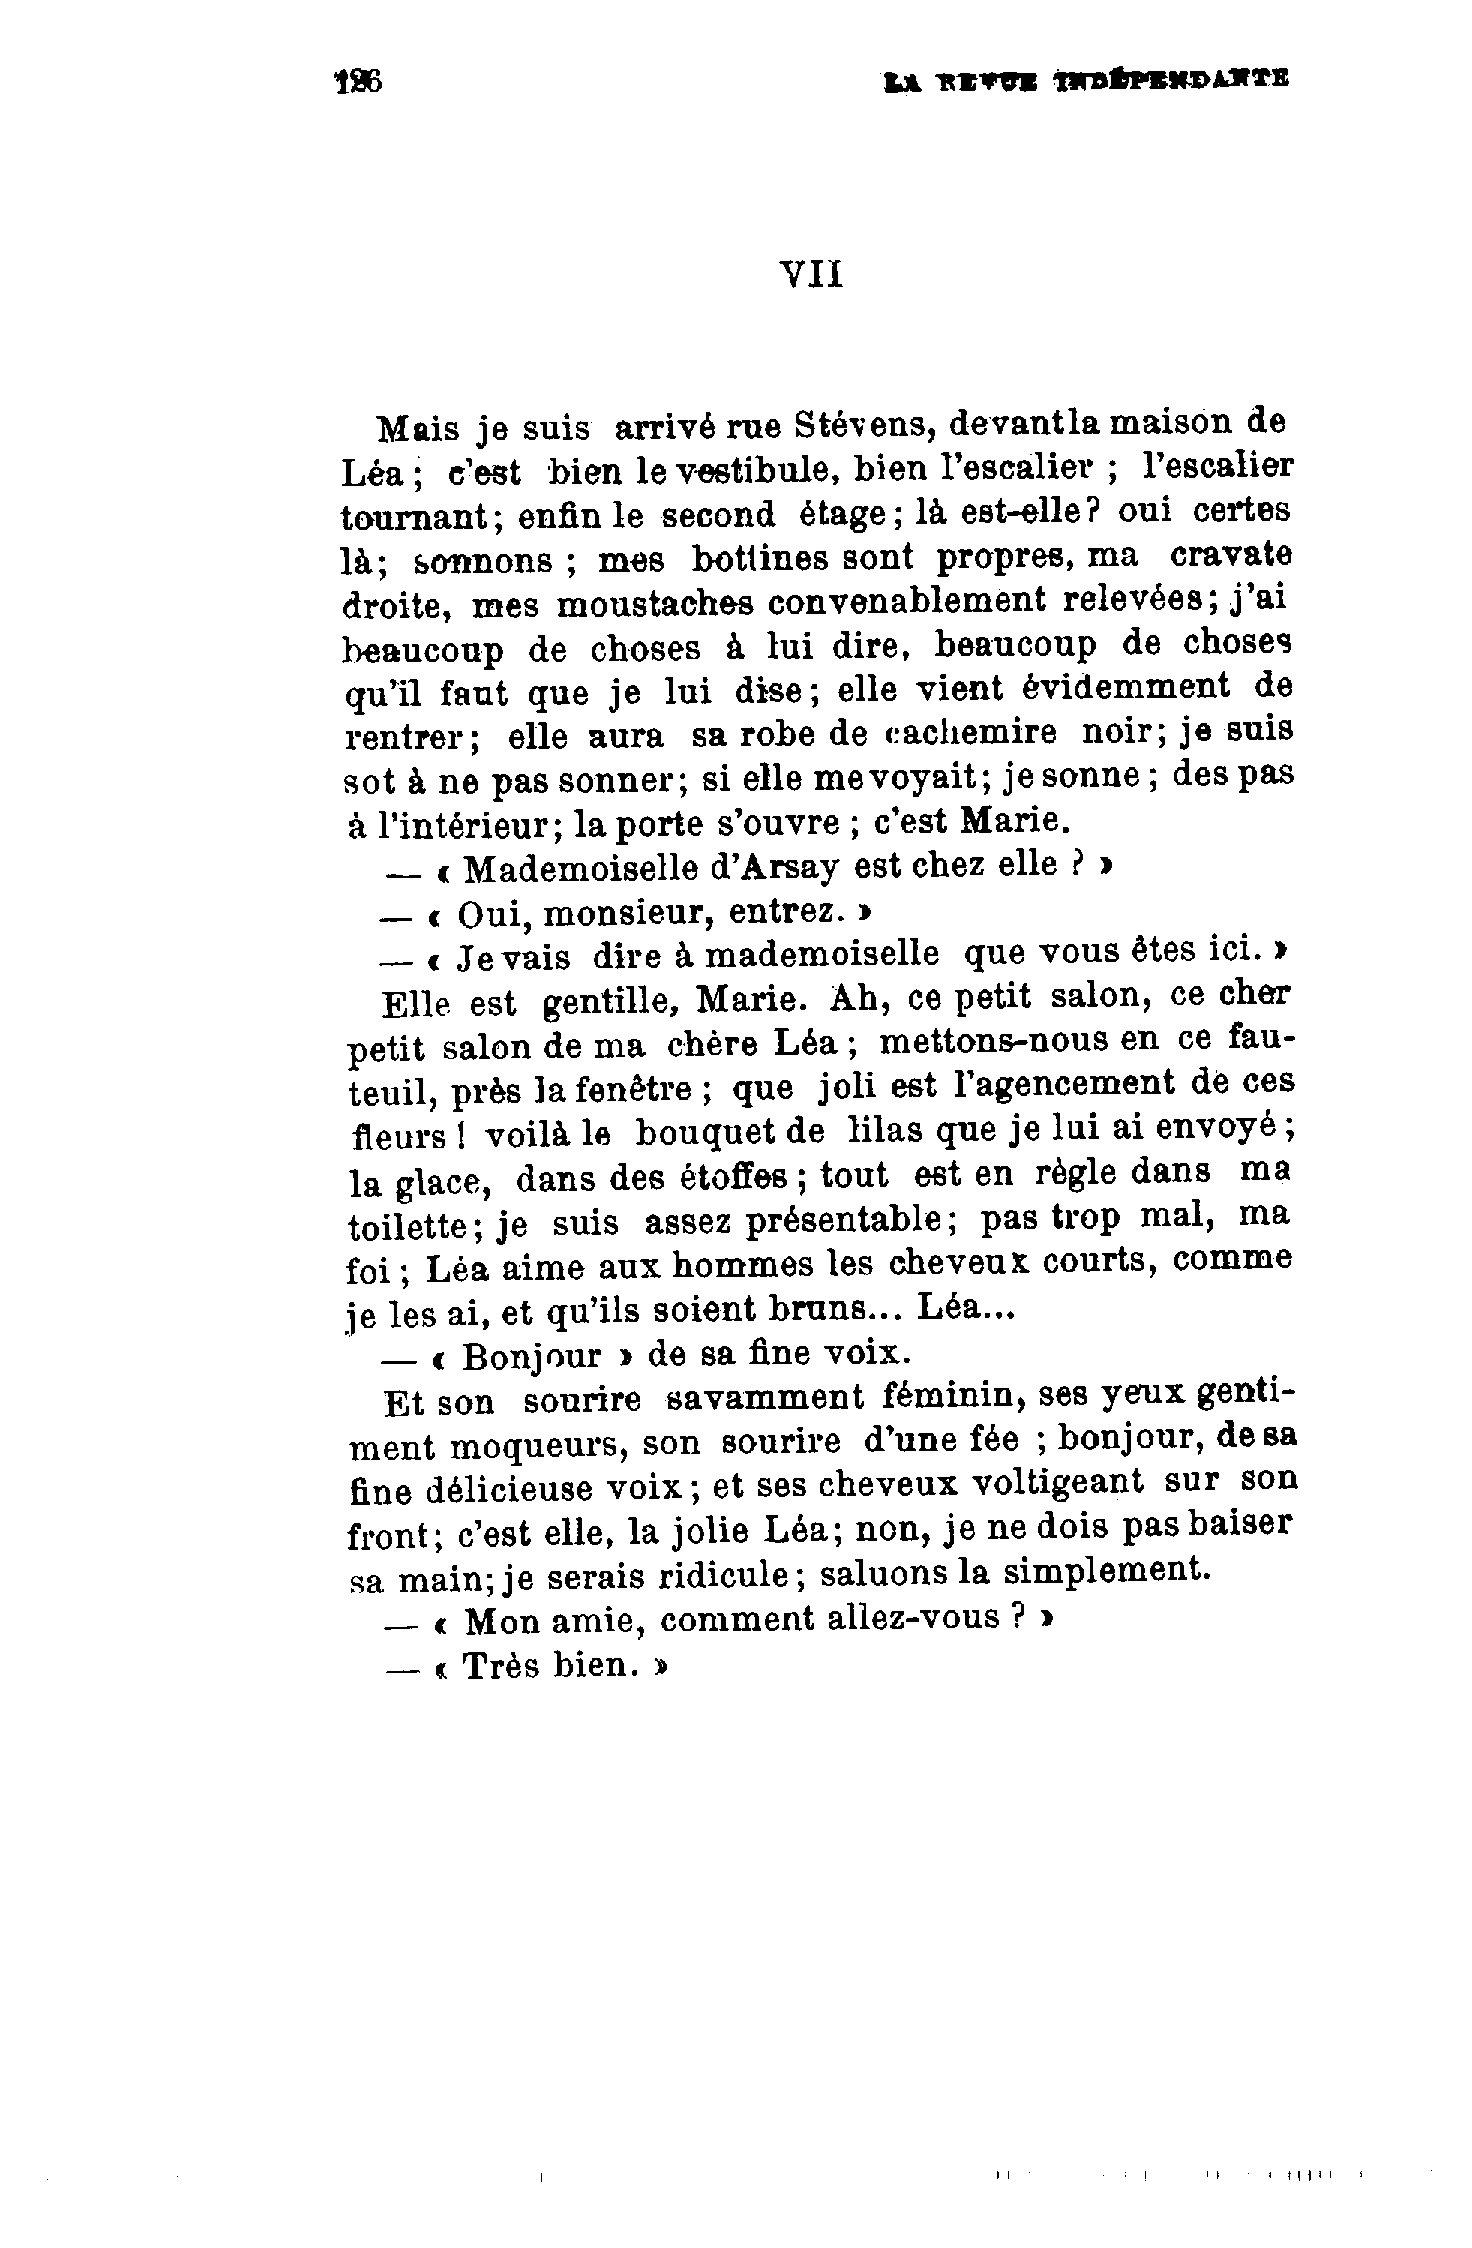 126 LA REVUE INDÉPENDANTE
VII
Mais je suis arrivé rue Stévens, devantla maison de
Léa ; c'est bien le vestibule, bien l'escalier ; l'escalier
tournant ; enfin le second étage ; là est-elle? oui certes
là; sonnons ; mes bottines sont propres, ma cravate
droite, mes moustaches convenablement relevées; j'ai
beaucoup de choses à lui dire, beaucoup de choses
qu'il faut que je lui dise; elle vient évidemment de
rentrer; elle aura sa robe de cachemire noir; je suis
sot à ne pas sonner; si elle me voyait; je sonne ; des pas
à l'intérieur; la porte s'ouvre ; c'est Marie.
— « Mademoiselle d'Arsay est chez elle ? »
— « Oui, monsieur, entrez. »
— « Je vais dire à mademoiselle que vous êtes ici. »
Elle est gentille, Marie. Ah, ce petit salon, ce cher
petit salon de ma chère Léa ; mettons-nous en ce fau-
teuil, près la fenêtre ; que joli est l'agencement de ces
fleurs ! voilà le bouquet de lilas que je lui ai envoyé ;
la glace, dans des étoffes ; tout est en règle dans ma
toilette; je suis assez présentable; pas trop mal, ma
foi ; Léa aime aux hommes les cheveux courts, comme
je les ai, et qu'ils soient bruns... Léa...
— « Bonjour » de sa fine voix.
Et son sourire savamment féminin, ses yeux genti-
ment moqueurs, son sourire d'une fée ; bonjour, de sa
fine délicieuse voix ; et ses cheveux voltigeant sur son
front; c'est elle, la jolie Léa; non, je ne dois pas baiser
sa main; je serais ridicule; saluons la simplement.
— « Mon amie, comment allez-vous ? »
— « Très bien. »